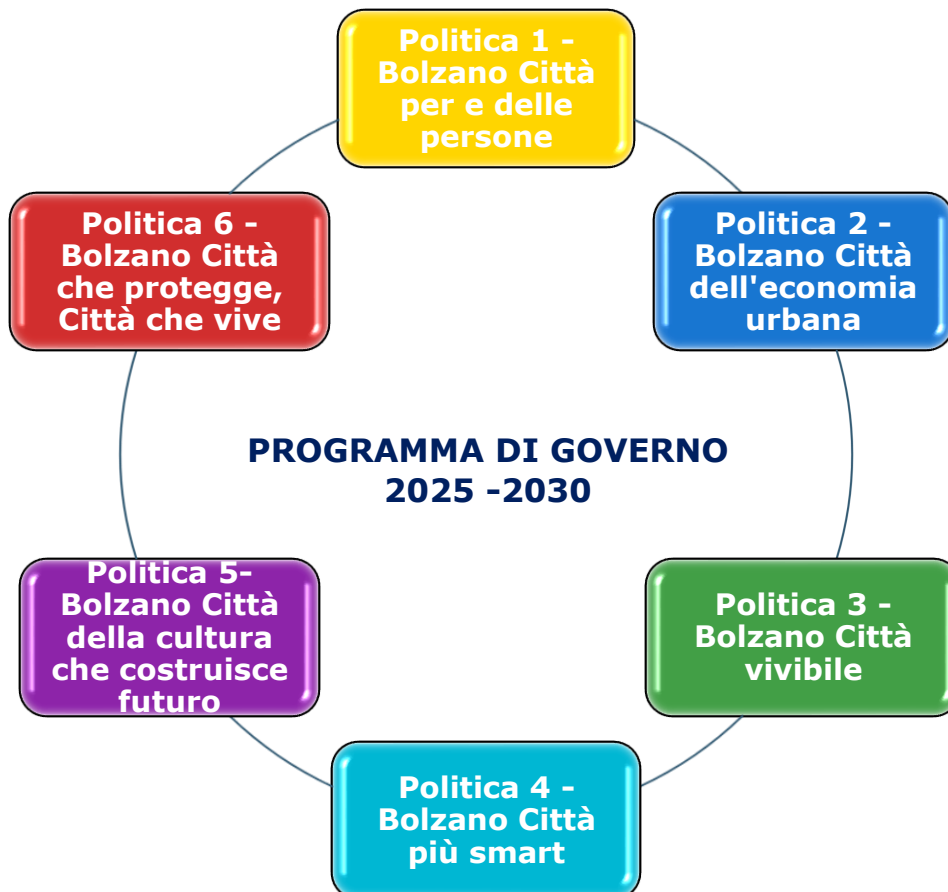 Politica 1 -
Bolzano Città
per e delle
persone
Politica 2 -
Bolzano Città
dell'economia
urbana
Politica 3 -
Bolzano Città
vivibile
Politica 4 -
Bolzano Città
più smart
Politica 5-
Bolzano Città
della cultura
che costruisce
futuro
Politica 6 -
Bolzano Città
che protegge,
Città che vive
PROGRAMMA DI GOVERNO
2025 -2030